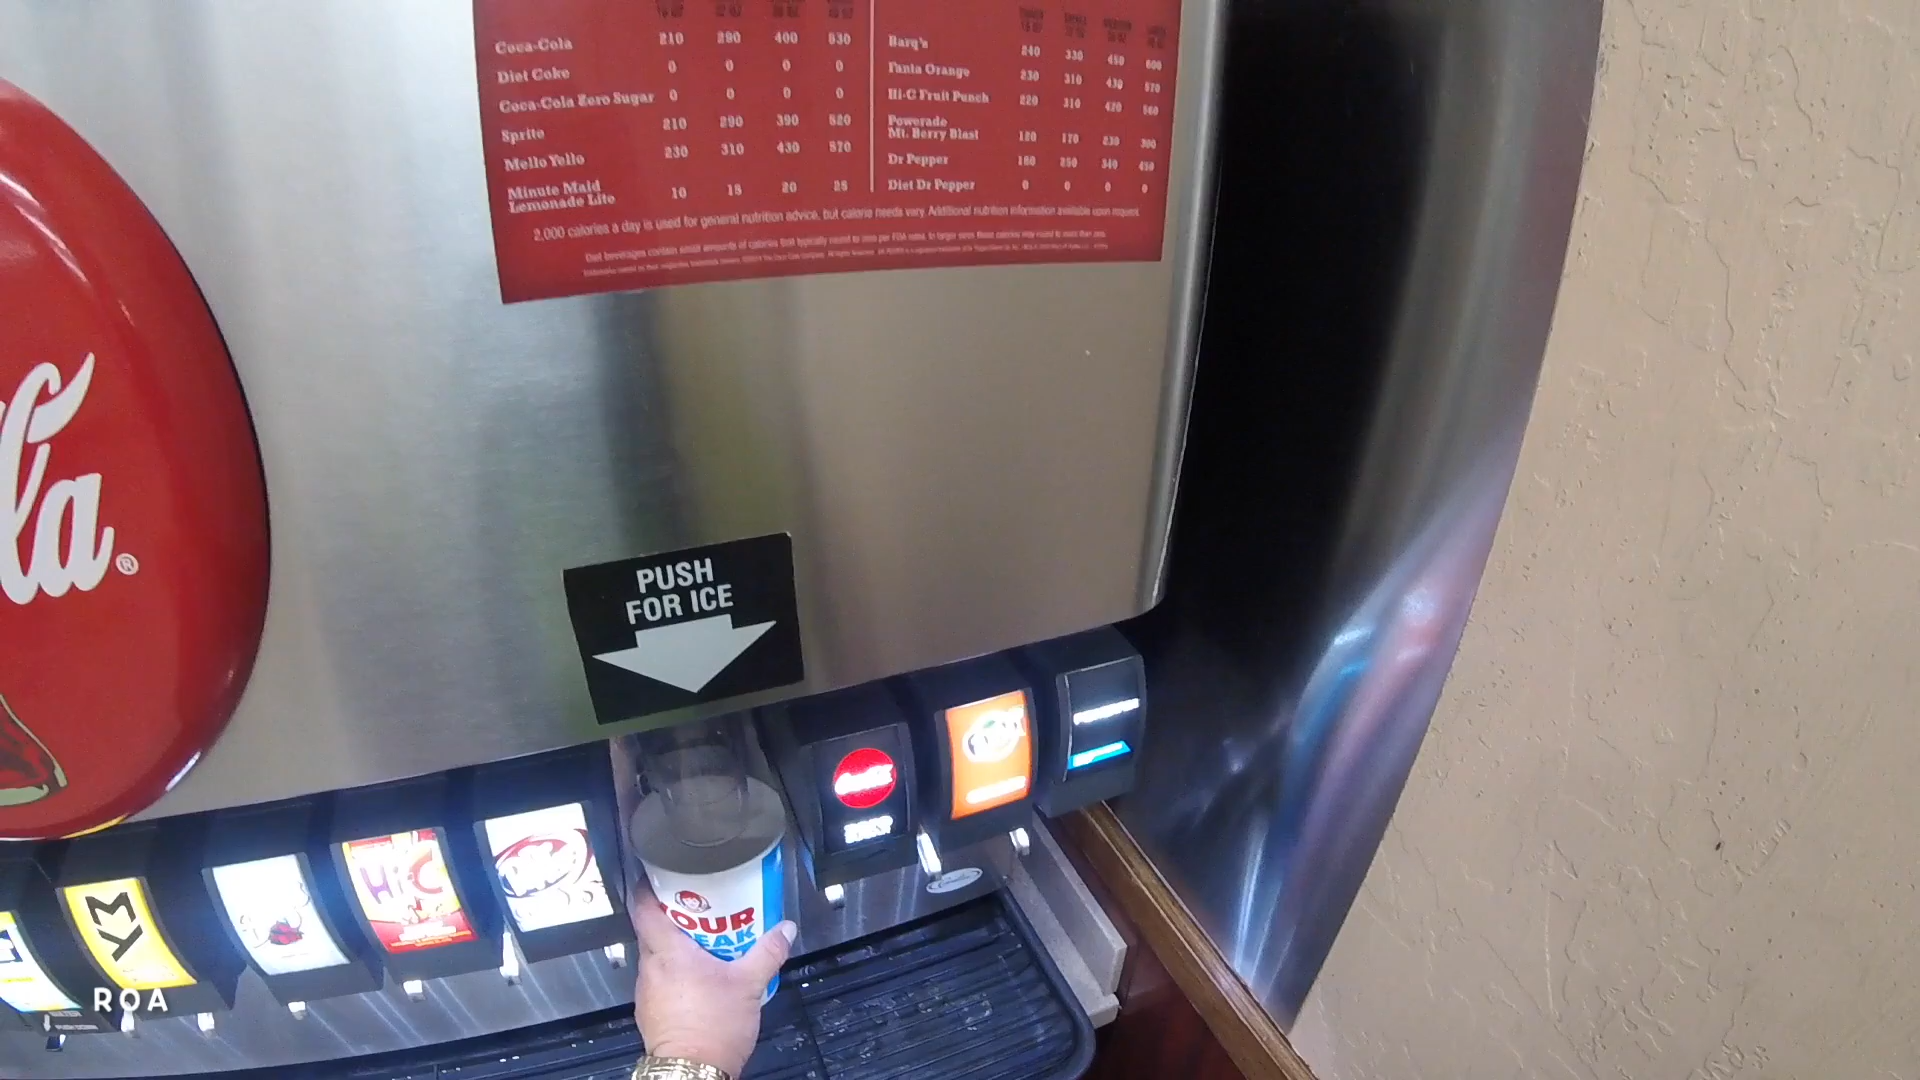 Coca-Cola 210 290 400 530
Diet Coke 0 0 0 0
Coca-Cola Zero Sugar 0 0 0 0
Sprite 210 290 390 520
Mello Yello 230 310 430 570
Minute Maid
Lemonade Lite 10 15 20 25
Barq's 240 330 450 600
Fanta Orange 230 310 430 570
Hi-C Fruit Punch 220 310 420 560
Powerade
Mt. Berry Blast 120 170 230 300
Dr Pepper 180 250 340 450
Diet Dr Pepper 0 0 0 0
2,000 calories a day is used for general nutrition advice, but calorie needs vary. Additional nutrition information available upon request.
la®
PUSH
FOR ICE
Hi-C
YOUR
ROA